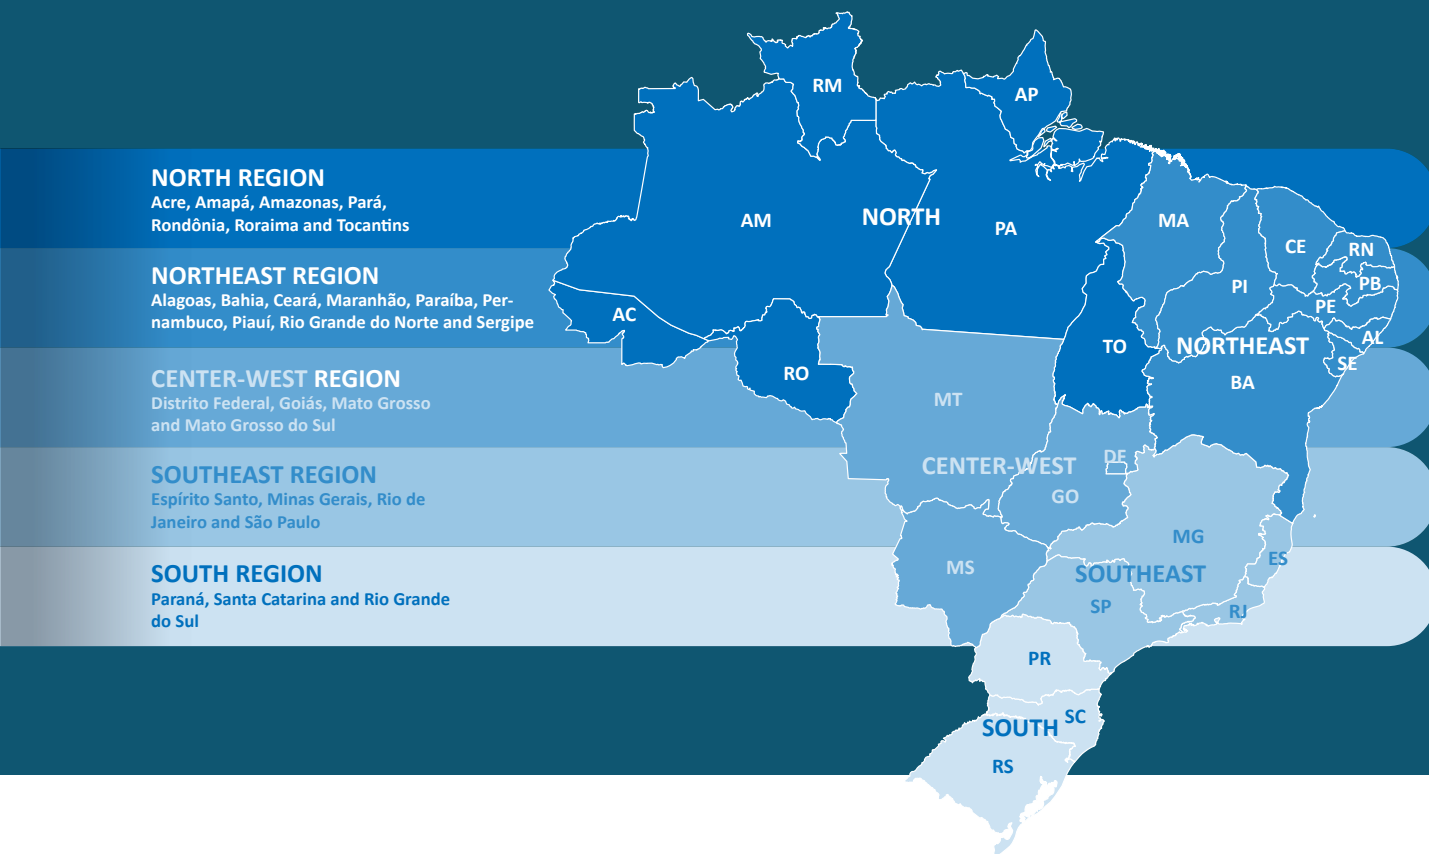 NORTH REGION
Acre, Amapá, Amazonas, Pará,
Rondônia, Roraima and Tocantins
NORTHEAST REGION
Alagoas, Bahia, Ceará, Maranhão, Paraíba, Per-
nambuco, Piauí, Rio Grande do Norte and Sergipe
CENTER-WEST REGION
Distrito Federal, Goiás, Mato Grosso
and Mato Grosso do Sul
SOUTHEAST REGION
Espírito Santo, Minas Gerais, Rio de
Janeiro and São Paulo
SOUTH REGION
Paraná, Santa Catarina and Rio Grande
do Sul
RM
AP
AM
NORTH
PA
MA
CE
RN
PI
PB
PE
AC
TO
NORTHEAST
AL
SE
RO
BA
MT
CENTER-WEST
DF
GO
MG
MS
SOUTHEAST
ES
SP
RJ
PR
SC
SOUTH
RS